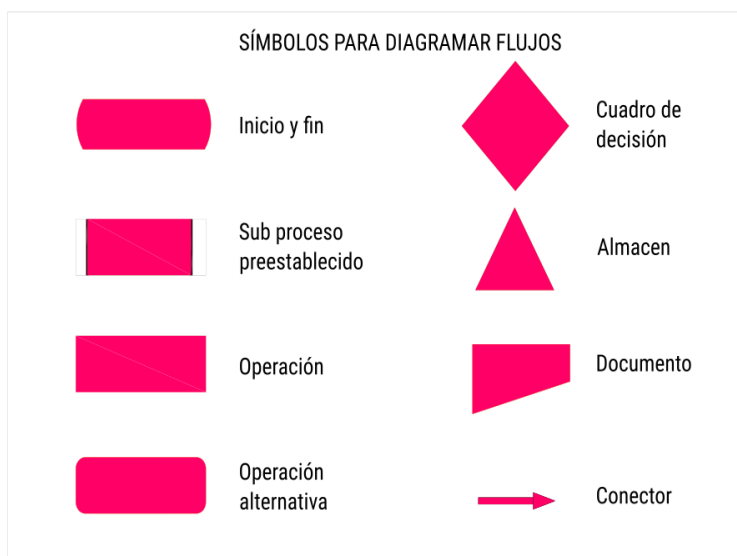 SÍMBOLOS PARA DIAGRAMAR FLUJOS
Inicio y fin
Sub proceso
preestablecido
Operación
Operación
alternativa
Cuadro de
decisión
Almacen
Documento
Conector